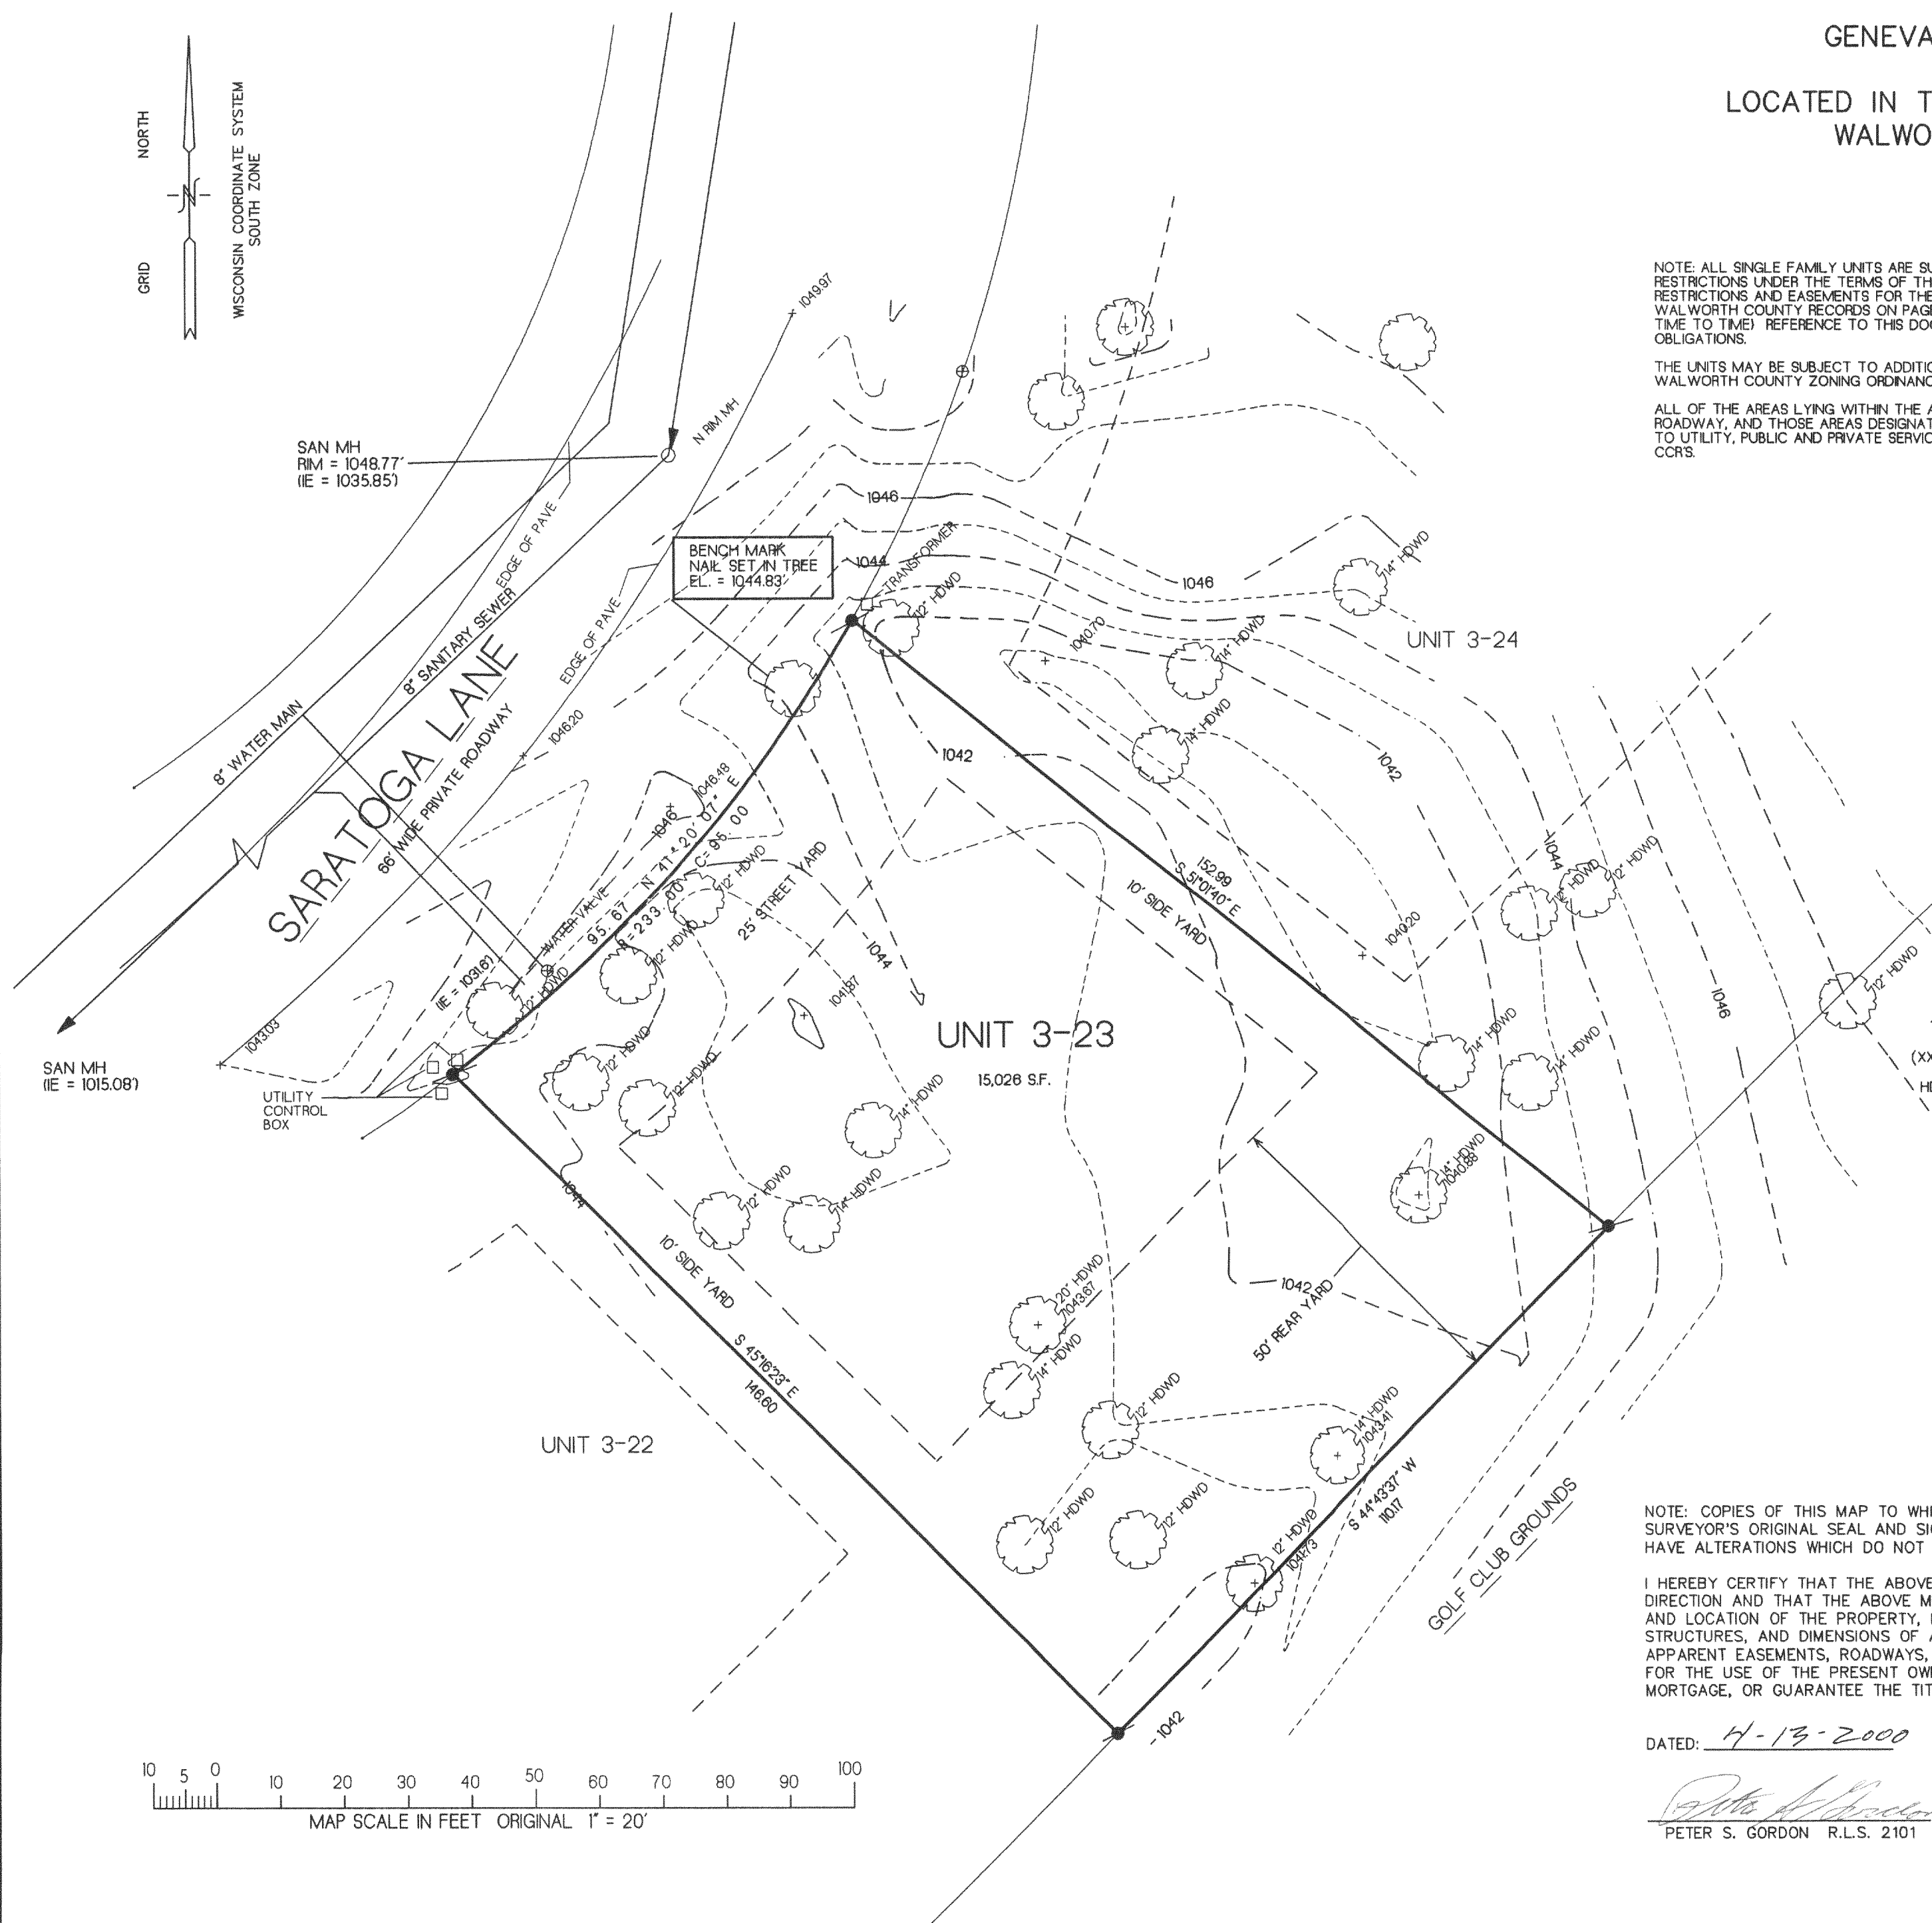 GENEVA
LOCATED IN T
WALWO
NORTH
GRID
WISCONSIN COORDINATE SYSTEM
SOUTH ZONE
N
NOTE: ALL SINGLE FAMILY UNITS ARE SU
RESTRICTIONS UNDER THE TERMS OF TH
RESTRICTIONS AND EASEMENTS FOR THE
WALWORTH COUNTY RECORDS ON PAGE
TIME TO TIME) REFERENCE TO THIS DOC
OBLIGATIONS.
THE UNITS MAY BE SUBJECT TO ADDITIO
WALWORTH COUNTY ZONING ORDINANC
ALL OF THE AREAS LYING WITHIN THE A
ROADWAY, AND THOSE AREAS DESIGNAT
TO UTILITY, PUBLIC AND PRIVATE SERVIC
CCR'S.
1049.97
N RIM MH
SAN MH
RIM = 1048.77'
(IE = 1035.85')
1046
BENCH MARK
NAIL SET IN TREE
EL. = 1044.83'
1044
TRANSFORMER
12" HDWD
1046
14" HDWD
UNIT 3-24
1040.70
14" HDWD
14" HDWD
EDGE OF PAVE
EDGE OF PAVE
8" SANITARY SEWER
8" WATER MAIN
SARATOGA LANE
66' WIDE PRIVATE ROADWAY
1046.20
1046.48
1046
1042
1042
95.67 N 41° 20' 07" E
R=233.00 C=95.00
12" HDWD
12" HDWD
25' STREET YARD
WATER VALVE
(IE = 1031.6')
12" HDWD
1043.03
1044
1041.87
152.99
S 51°01'40" E
10' SIDE YARD
1044
12" HDWD
12" HDWD
1040.20
1046
12" HDWD
SAN MH
(IE = 1015.08')
UTILITY
CONTROL
BOX
UNIT 3-23
15,026 S.F.
12" HDWD
12" HDWD
14" HDWD
14" HDWD
14" HDWD
(XX
HD
14" HDWD
1040.88
12" HDWD
14" HDWD
1044
10' SIDE YARD
20" HDWD
1043.67
14" HDWD
1042
50' REAR YARD
S 45°16'23" E
146.60
UNIT 3-22
12" HDWD
14" HDWD
1043.41
12" HDWD
12" HDWD
12" HDWD
1041.73
S 44°43'37" W
110.17
GOLF CLUB GROUNDS
1042
NOTE: COPIES OF THIS MAP TO WHI
SURVEYOR'S ORIGINAL SEAL AND SIG
HAVE ALTERATIONS WHICH DO NOT
I HEREBY CERTIFY THAT THE ABOVE
DIRECTION AND THAT THE ABOVE M
AND LOCATION OF THE PROPERTY,
STRUCTURES, AND DIMENSIONS OF A
APPARENT EASEMENTS, ROADWAYS,
FOR THE USE OF THE PRESENT OW
MORTGAGE, OR GUARANTEE THE TIT
DATED: 4-13-2000
PETER S. GORDON R.L.S. 2101
10 5 0 10 20 30 40 50 60 70 80 90 100
MAP SCALE IN FEET ORIGINAL 1" = 20'